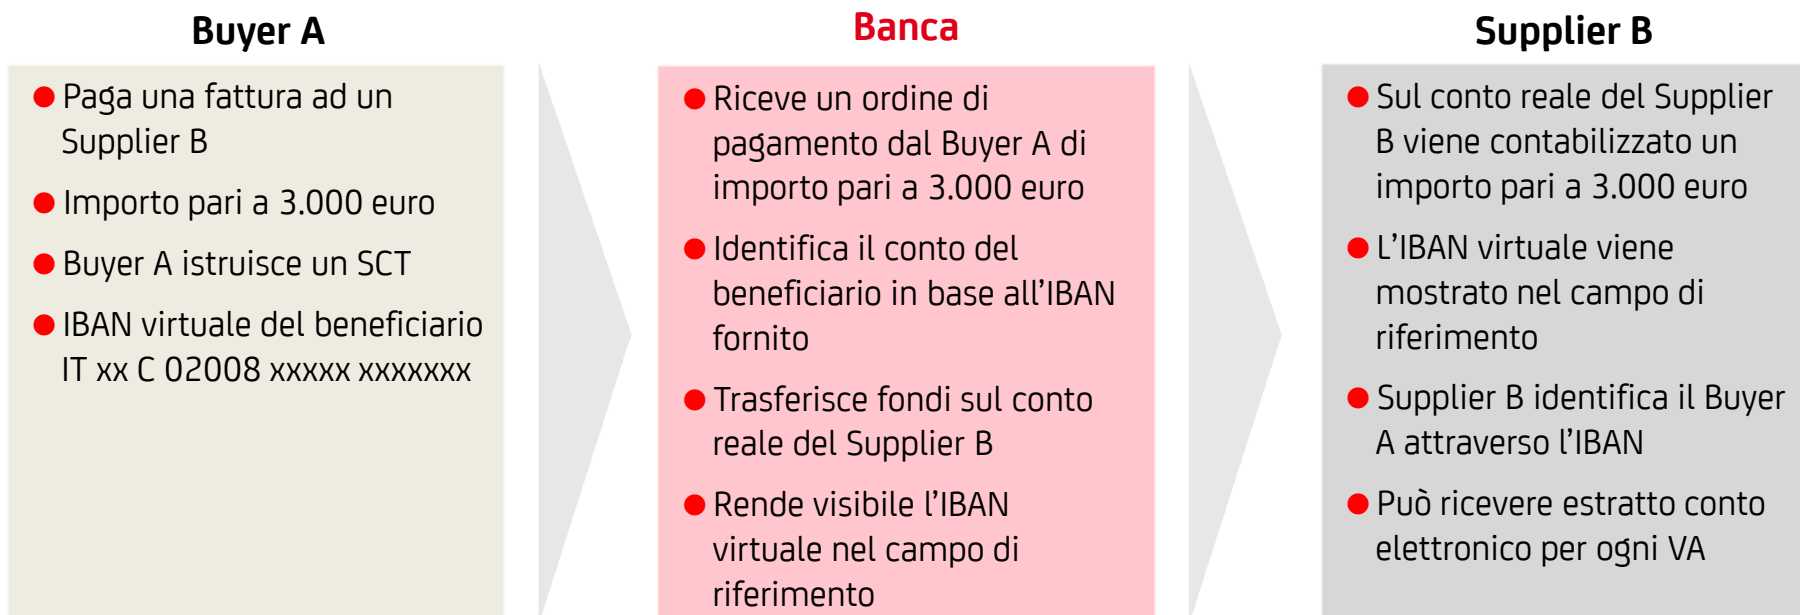 Buyer A
Paga una fattura ad un
Supplier B
Importo pari a 3.000 euro
Buyer A istruisce un SCT
IBAN virtuale del beneficiario
IT xx C 02008 xxxxx xxxxxxx
Banca
Riceve un ordine di
pagamento dal Buyer A di
importo pari a 3.000 euro
Identifica il conto del
beneficiario in base all’IBAN
fornito
Trasferisce fondi sul conto
reale del Supplier B
Rende visibile l’IBAN
virtuale nel campo di
riferimento
Supplier B
Sul conto reale del Supplier
B viene contabilizzato un
importo pari a 3.000 euro
L’IBAN virtuale viene
mostrato nel campo di
riferimento
Supplier B identifica il Buyer
A attraverso l’IBAN
Può ricevere estratto conto
elettronico per ogni VA